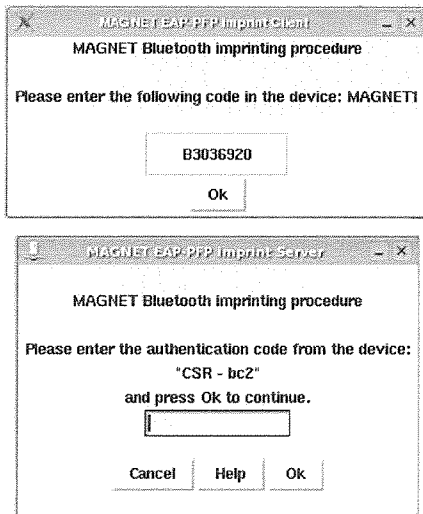 MAGNET EAP-PFP Imprint Client
MAGNET Bluetooth imprinting procedure
Please enter the following code in the device: MAGNET1
B3036920
Ok
MAGNET EAP-PFP Imprint Server
MAGNET Bluetooth imprinting procedure
Please enter the authentication code from the device:
"CSR - bc2"
and press Ok to continue.
Cancel Help Ok